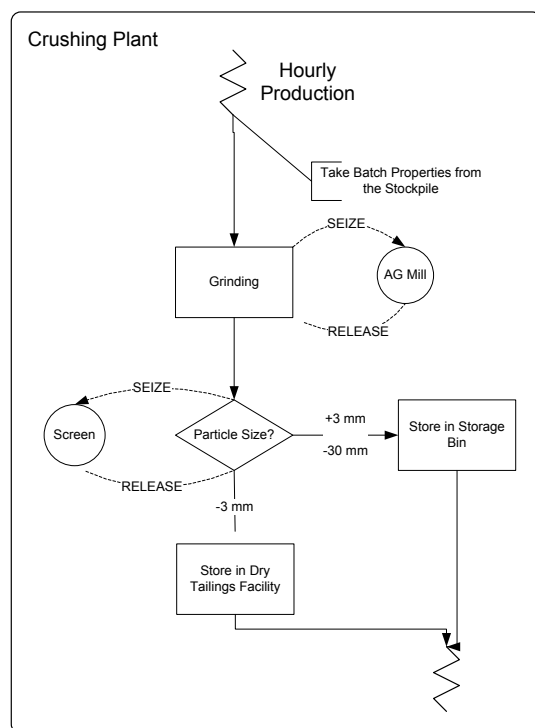 Crushing Plant
Hourly
Production
Take Batch Properties from
the Stockpile
SEIZE
Grinding
AG Mill
RELEASE
SEIZE
+3 mm
Screen
Particle Size?
Store in Storage
Bin
-30 mm
RELEASE
-3 mm
Store in Dry
Tailings Facility